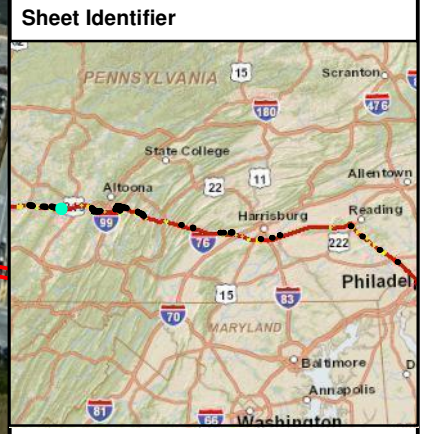 Sheet Identifier
PENNSYLVANIA
15
Scranton
180
476
State College
11
22
Allentown
Altoona
99
Harrisburg
Reading
76
222
Philadel
15
83
70
MARYLAND
Baltimore
D
Annapolis
81
66
Washington